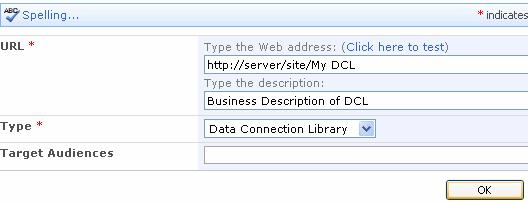 ABC Spelling... * indicates
URL * Type the Web address: (Click here to test)
http://server/site/My DCL
Type the description:
Business Description of DCL
Type * Data Connection Library
Target Audiences
OK